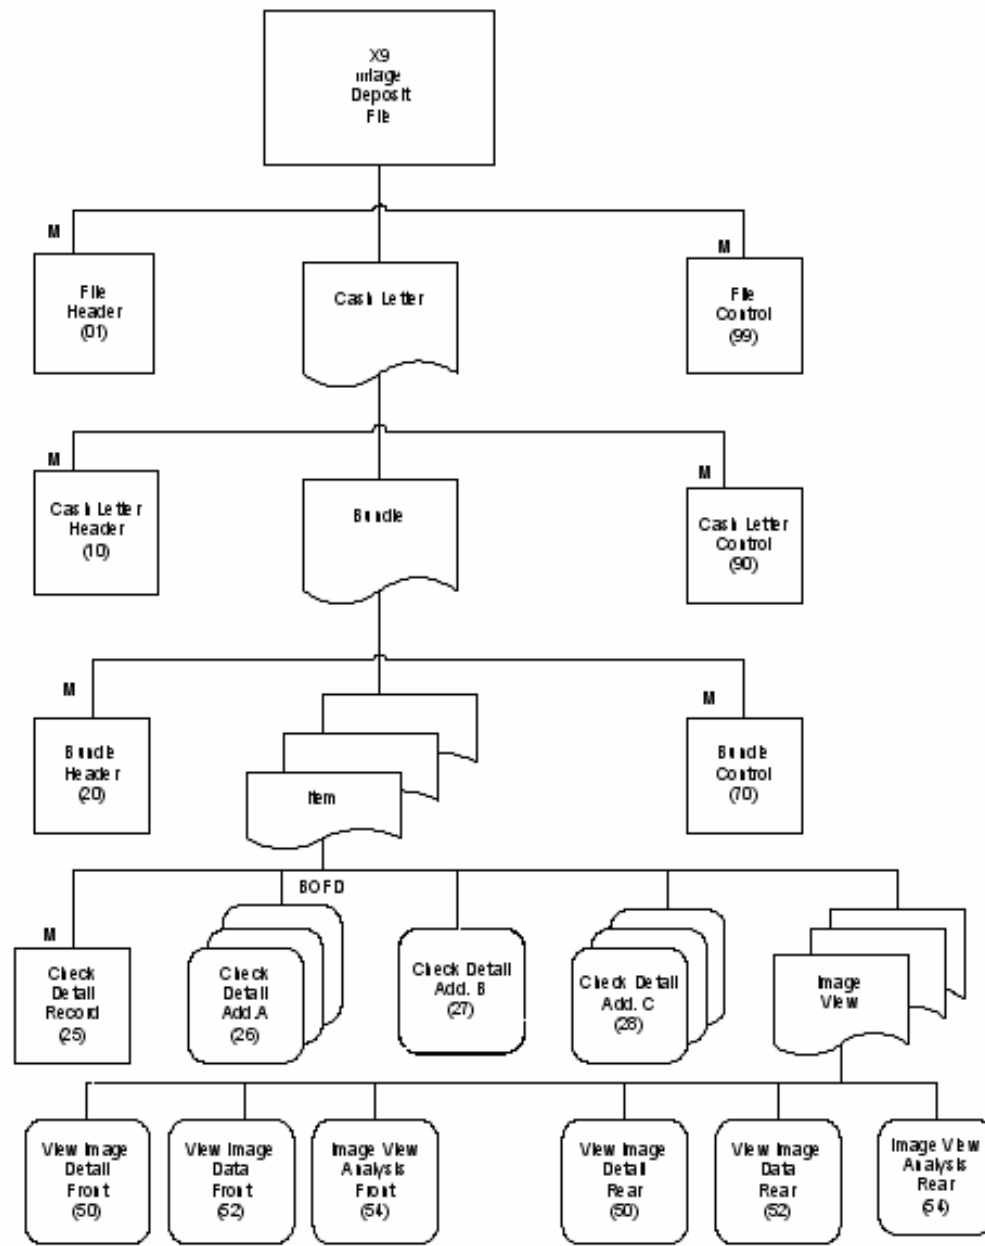 X9
Image
Deposit
File
M
M
File
Header
(01)
Cash Letter
File
Control
(99)
M
M
Cash Letter
Header
(10)
Bundle
Cash Letter
Control
(90)
M
M
Bundle
Header
(20)
Item
Bundle
Control
(70)
BOFD
M
Check
Detail
Record
(25)
Check
Detail
Add.A
(26)
Check Detail
Add. B
(27)
Check Detail
Add. C
(28)
Image
View
View Image
Detail
Front
(50)
View Image
Data
Front
(52)
Image View
Analysis
Front
(54)
View Image
Detail
Rear
(50)
View Image
Data
Rear
(52)
Image View
Analysis
Rear
(54)